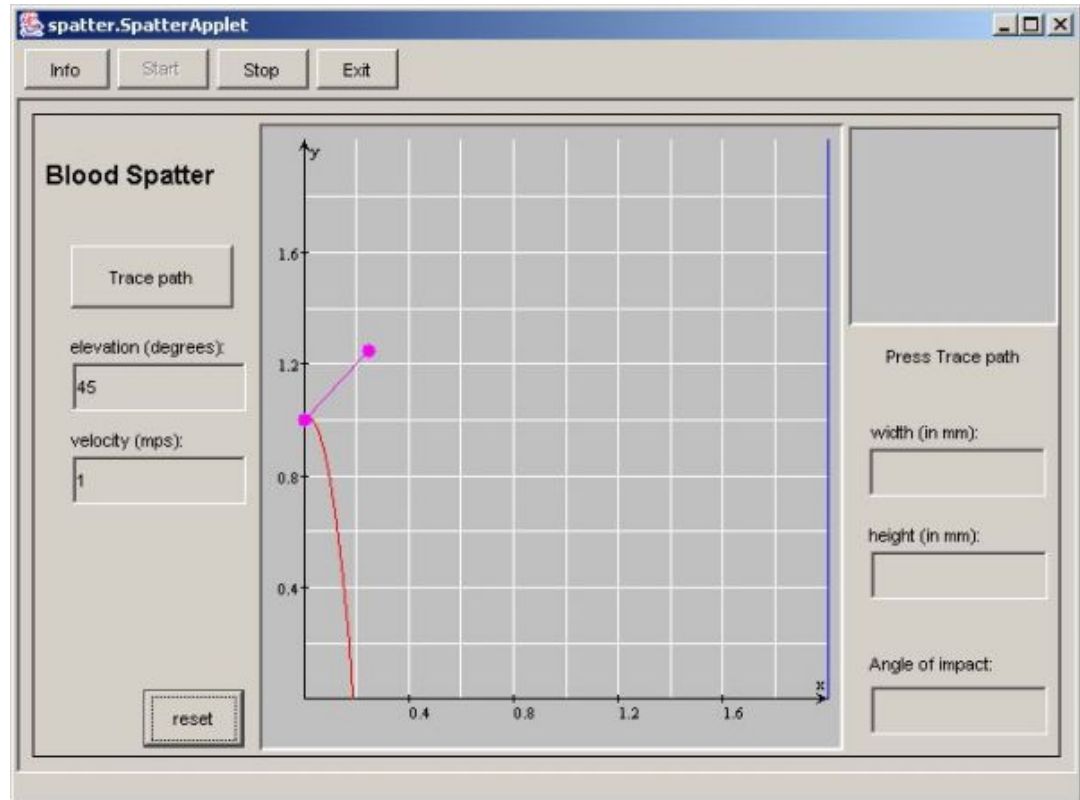 spatter.SpatterApplet
Info Start Stop Exit
Blood Spatter
Trace path
elevation (degrees):
45
velocity (mps):
1
reset
y
1.6
1.2
0.8
0.4
x
0.4 0.8 1.2 1.6
Press Trace path
width (in mm):
height (in mm):
Angle of impact: